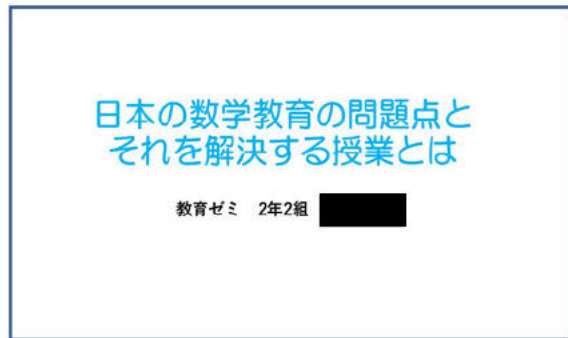 日本の数学教育の問題点と
それを解決する授業とは
教育ゼミ　2年2組